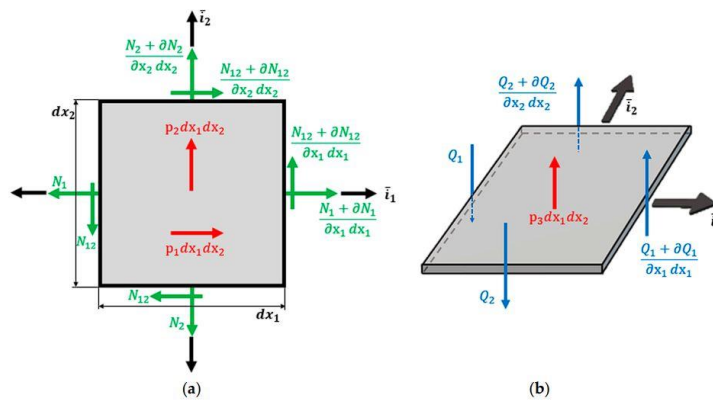 ī₂
N₂ + ∂N₂
∂x₂ dx₂
N₁₂ + ∂N₁₂
∂x₂ dx₂
dx₂
p₂dx₁dx₂
N₁₂ + ∂N₁₂
∂x₁ dx₁
N₁
ī₁
N₁ + ∂N₁
∂x₁ dx₁
N₁₂
p₁dx₁dx₂
N₁₂
dx₁
N₂
(a)
Q₂ + ∂Q₂
∂x₂ dx₂
ī₂
Q₁
p₃dx₁dx₂
Q₁ + ∂Q₁
∂x₁ dx₁
Q₂
(b)